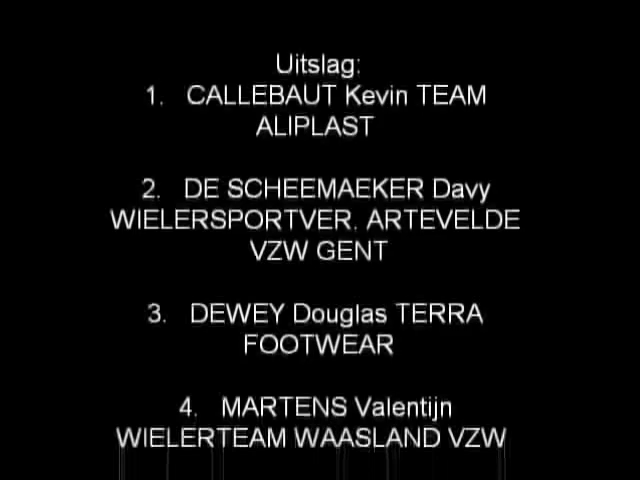 Uitslag:
1. CALLEBAUT Kevin TEAM
ALIPLAST
2. DE SCHEEMAEKER Davy
WIELERSPORTVER. ARTEVELDE
VZW GENT
3. DEWEY Douglas TERRA
FOOTWEAR
4. MARTENS Valentijn
WIELERTEAM WAASLAND VZW